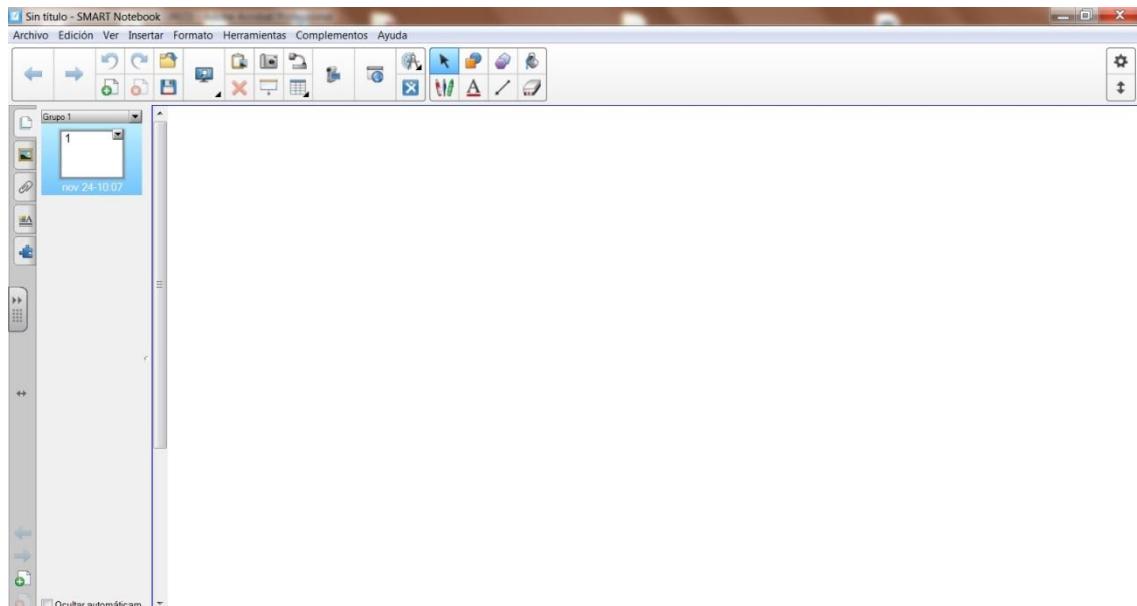 Sin título - SMART Notebook
Archivo Edición Ver Insertar Formato Herramientas Complementos Ayuda
Grupo 1
1
nov 24-10:07
Ocultar automáticam